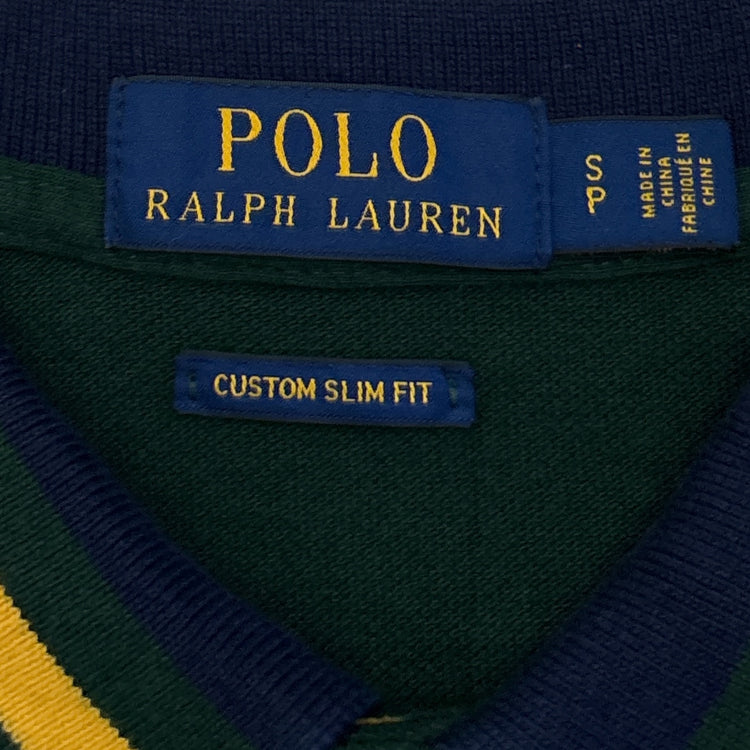 POLO
RALPH LAUREN
S
P
MADE IN
CHINA
FABRIQUÉ EN
CHINE
CUSTOM SLIM FIT